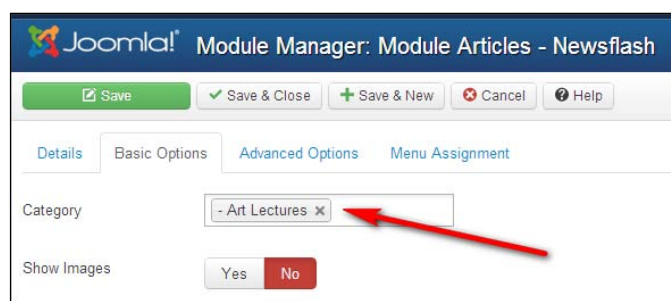 Joomla!® Module Manager: Module Articles - Newsflash
Save Save & Close Save & New Cancel Help
Details Basic Options Advanced Options Menu Assignment
Category - Art Lectures ×
Show Images Yes No